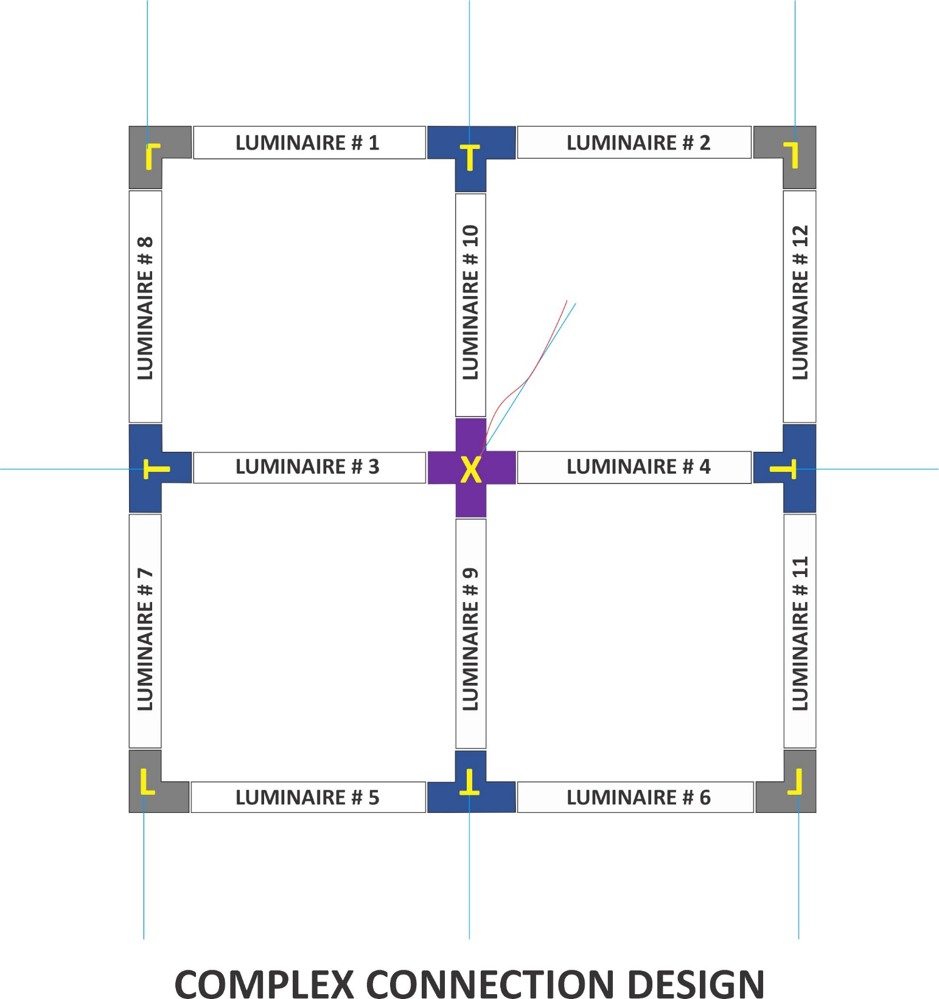 LUMINAIRE # 1
LUMINAIRE # 2
L
T
L
LUMINAIRE # 8
LUMINAIRE # 10
LUMINAIRE # 12
T
LUMINAIRE # 3
X
LUMINAIRE # 4
T
LUMINAIRE # 7
LUMINAIRE # 9
LUMINAIRE # 11
L
T
L
LUMINAIRE # 5
LUMINAIRE # 6
COMPLEX CONNECTION DESIGN